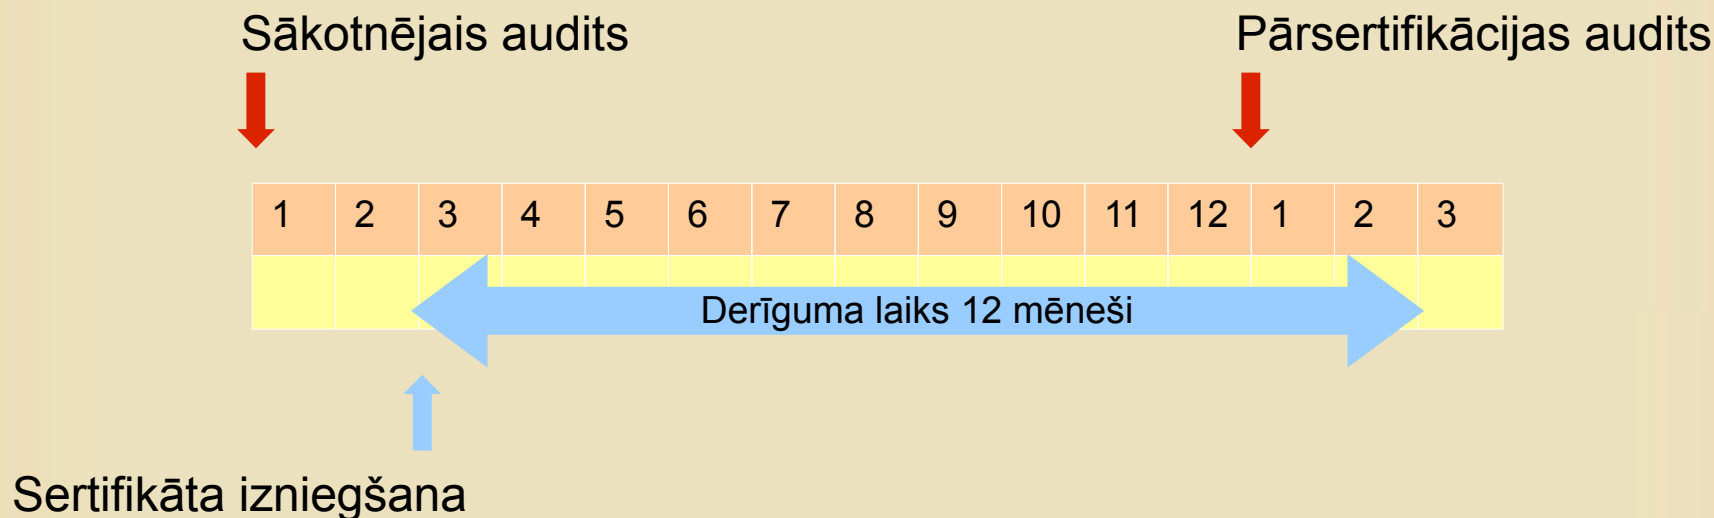 Sākotnējais audits
Pārsertifikācijas audits
1 2 3 4 5 6 7 8 9 10 11 12 1 2 3
Derīguma laiks 12 mēneši
Sertifikāta izniegšana